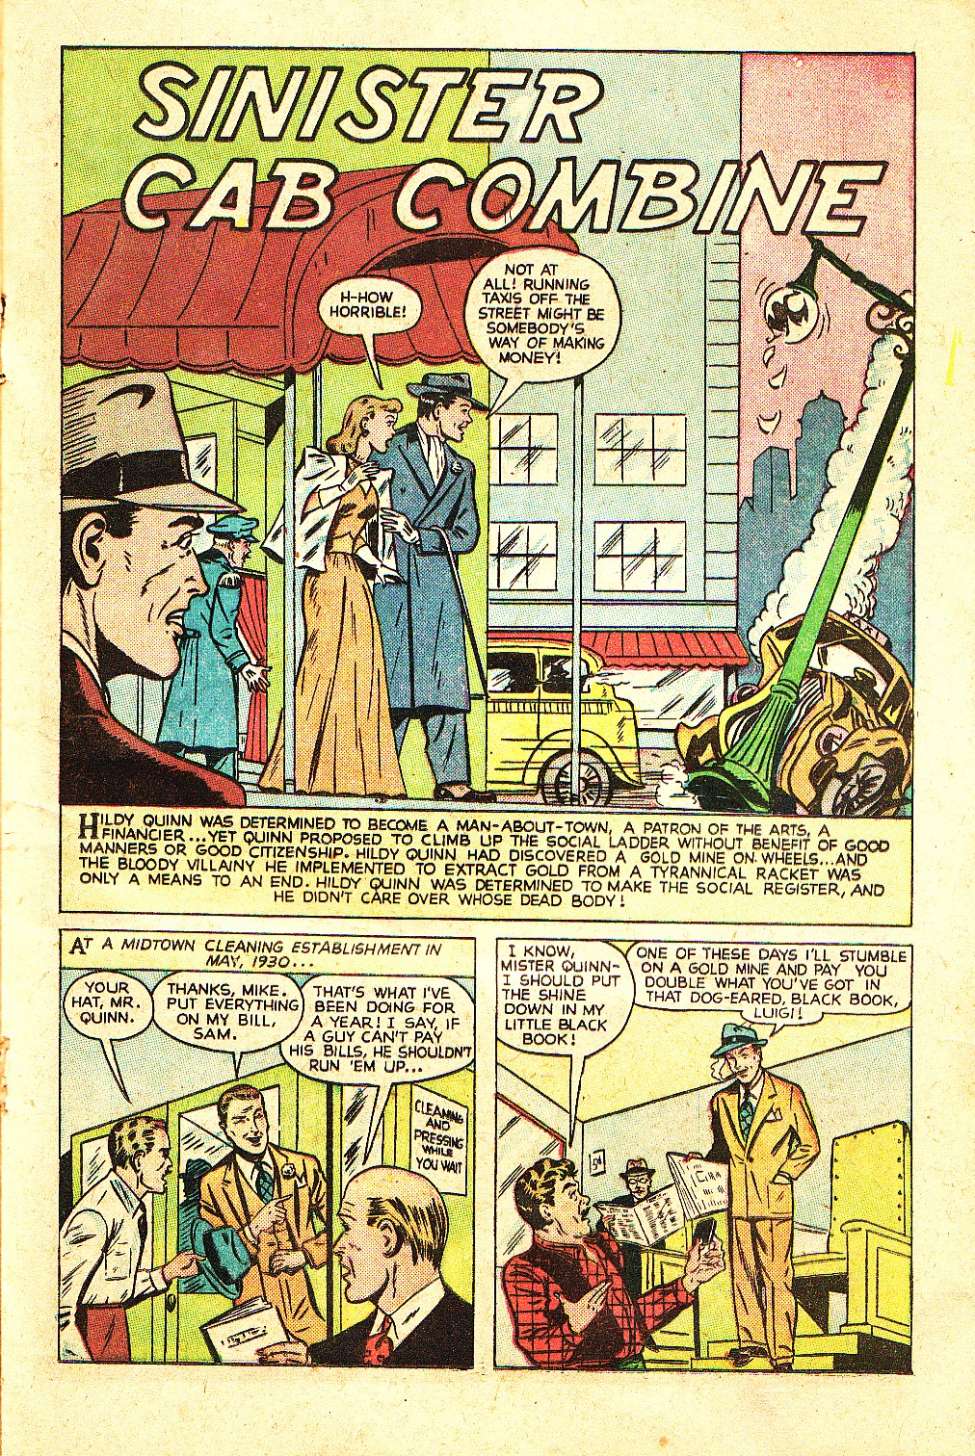 SINISTER
CAB COMBINE
H-HOW
HORRIBLE!
NOT AT
ALL! RUNNING
TAXIS OFF THE
STREET MIGHT BE
SOMEBODY'S
WAY OF MAKING
MONEY!
TAXI
HILDY QUINN WAS DETERMINED TO BECOME A MAN-ABOUT-TOWN, A PATRON OF THE ARTS, A
FINANCIER...YET QUINN PROPOSED TO CLIMB UP THE SOCIAL LADDER WITHOUT BENEFIT OF GOOD
MANNERS OR GOOD CITIZENSHIP. HILDY QUINN HAD DISCOVERED A GOLD MINE ON WHEELS...AND
THE BLOODY VILLAINY HE IMPLEMENTED TO EXTRACT GOLD FROM A TYRANNICAL RACKET WAS
ONLY A MEANS TO AN END. HILDY QUINN WAS DETERMINED TO MAKE THE SOCIAL REGISTER, AND
HE DIDN'T CARE OVER WHOSE DEAD BODY!
AT A MIDTOWN CLEANING ESTABLISHMENT IN
MAY, 1930...
YOUR
HAT, MR.
QUINN.
THANKS, MIKE.
PUT EVERYTHING
ON MY BILL,
SAM.
THAT'S WHAT I'VE
BEEN DOING FOR
A YEAR! I SAY, IF
A GUY CAN'T PAY
HIS BILLS, HE SHOULDN'T
RUN 'EM UP...
CLEANING
AND
PRESSING
WHILE
YOU WAIT
I KNOW,
MISTER QUINN-
I SHOULD PUT
THE SHINE
DOWN IN MY
LITTLE BLACK
BOOK!
ONE OF THESE DAYS I'LL STUMBLE
ON A GOLD MINE AND PAY YOU
DOUBLE WHAT YOU'VE GOT IN
THAT DOG-EARED, BLACK BOOK,
LUIGI!